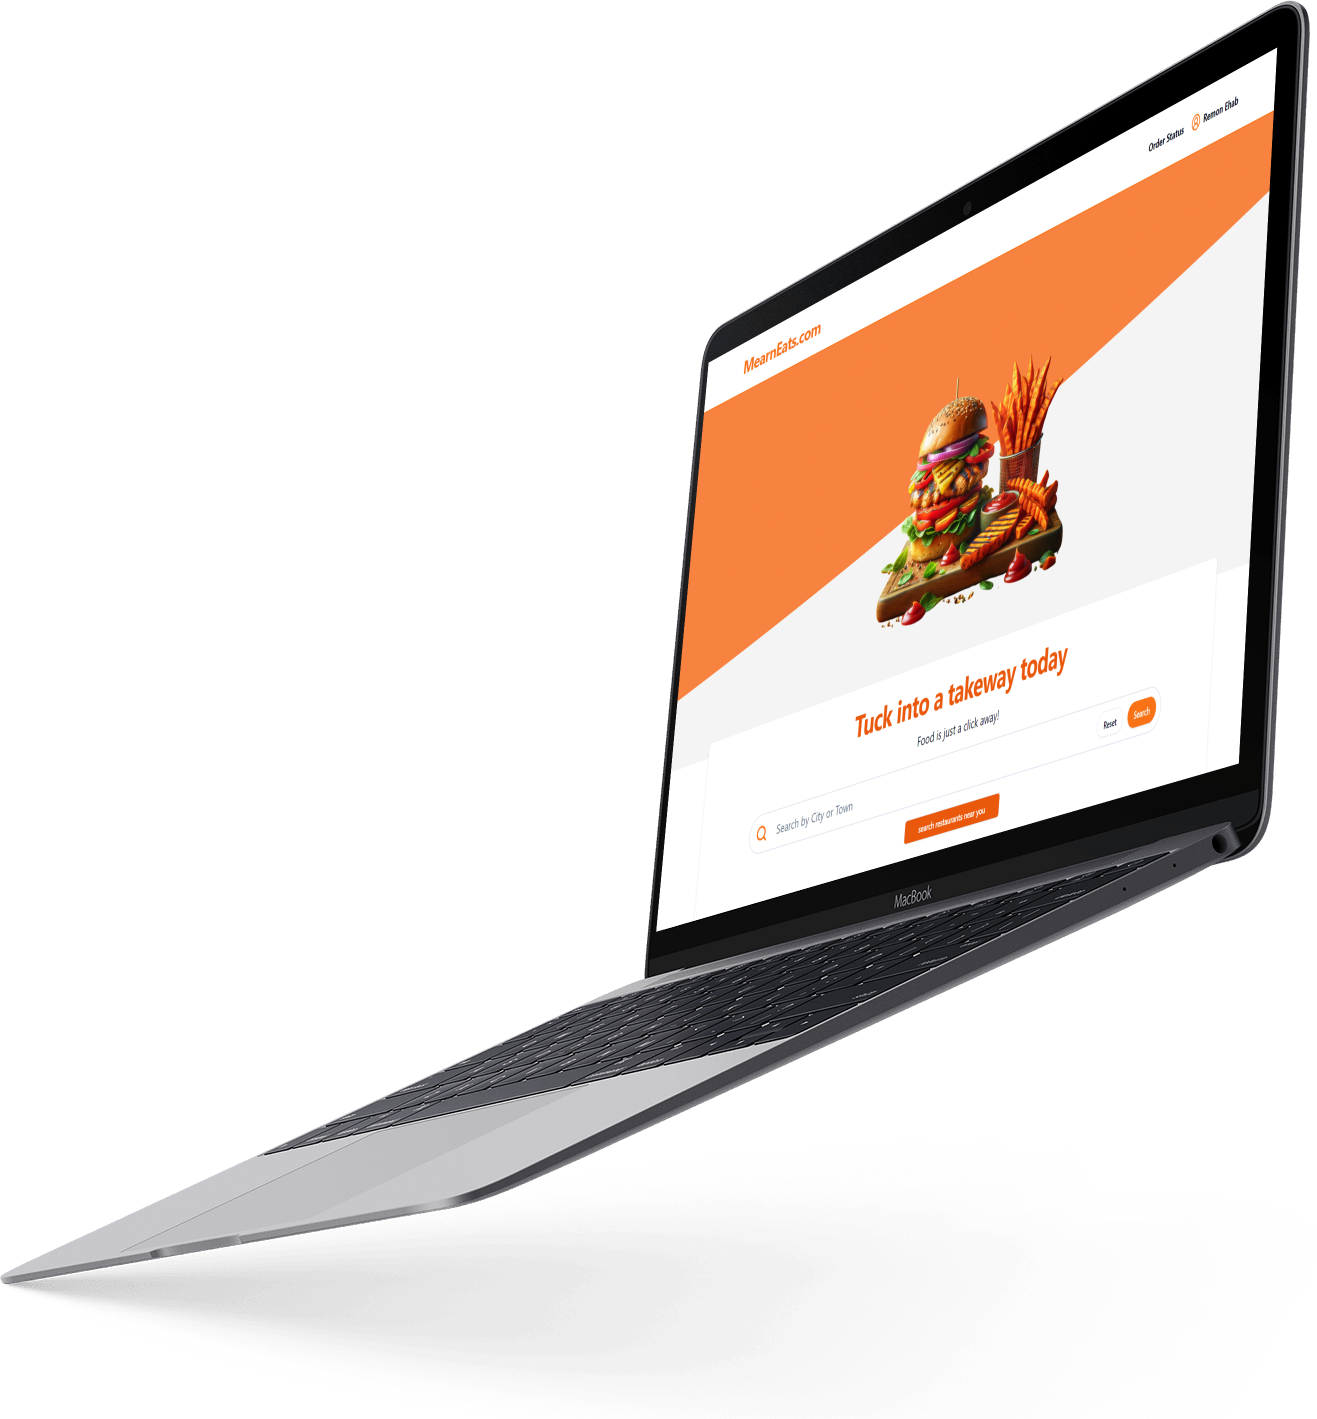 Order Status Remon Ehab
MearnEats.com
Tuck into a takeway today
Food is just a click away!
Search by City or Town
Reset
Search
search restaurants near you
MacBook